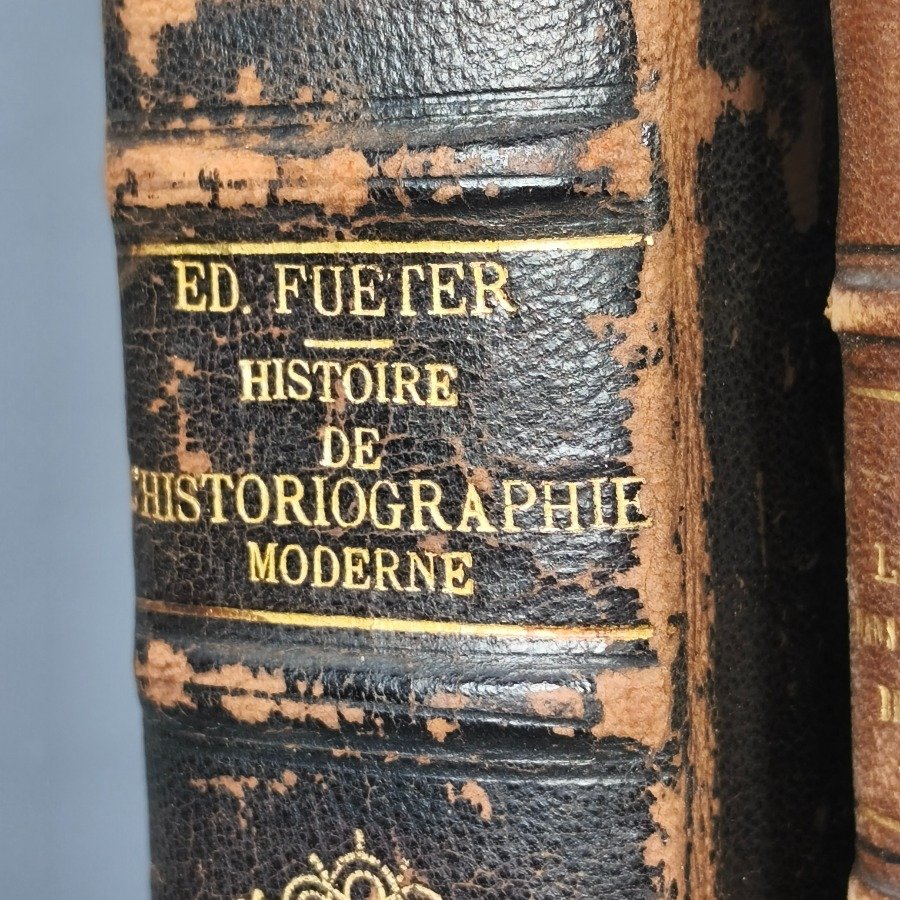 ED. FUETER
HISTOIRE
DE
L'HISTORIOGRAPHIE
MODERNE